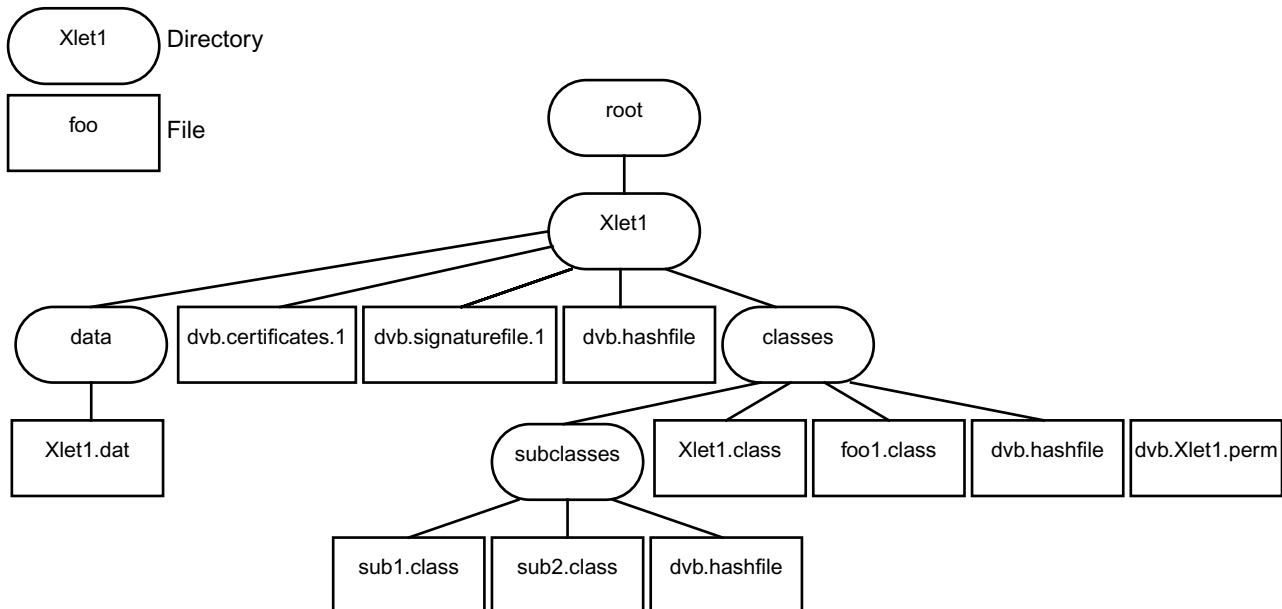 Xlet1
Directory
foo
File
root
Xlet1
data
dvb.certificates.1
dvb.signaturefile.1
dvb.hashfile
classes
Xlet1.dat
subclasses
Xlet1.class
foo1.class
dvb.hashfile
dvb.Xlet1.perm
sub1.class
sub2.class
dvb.hashfile